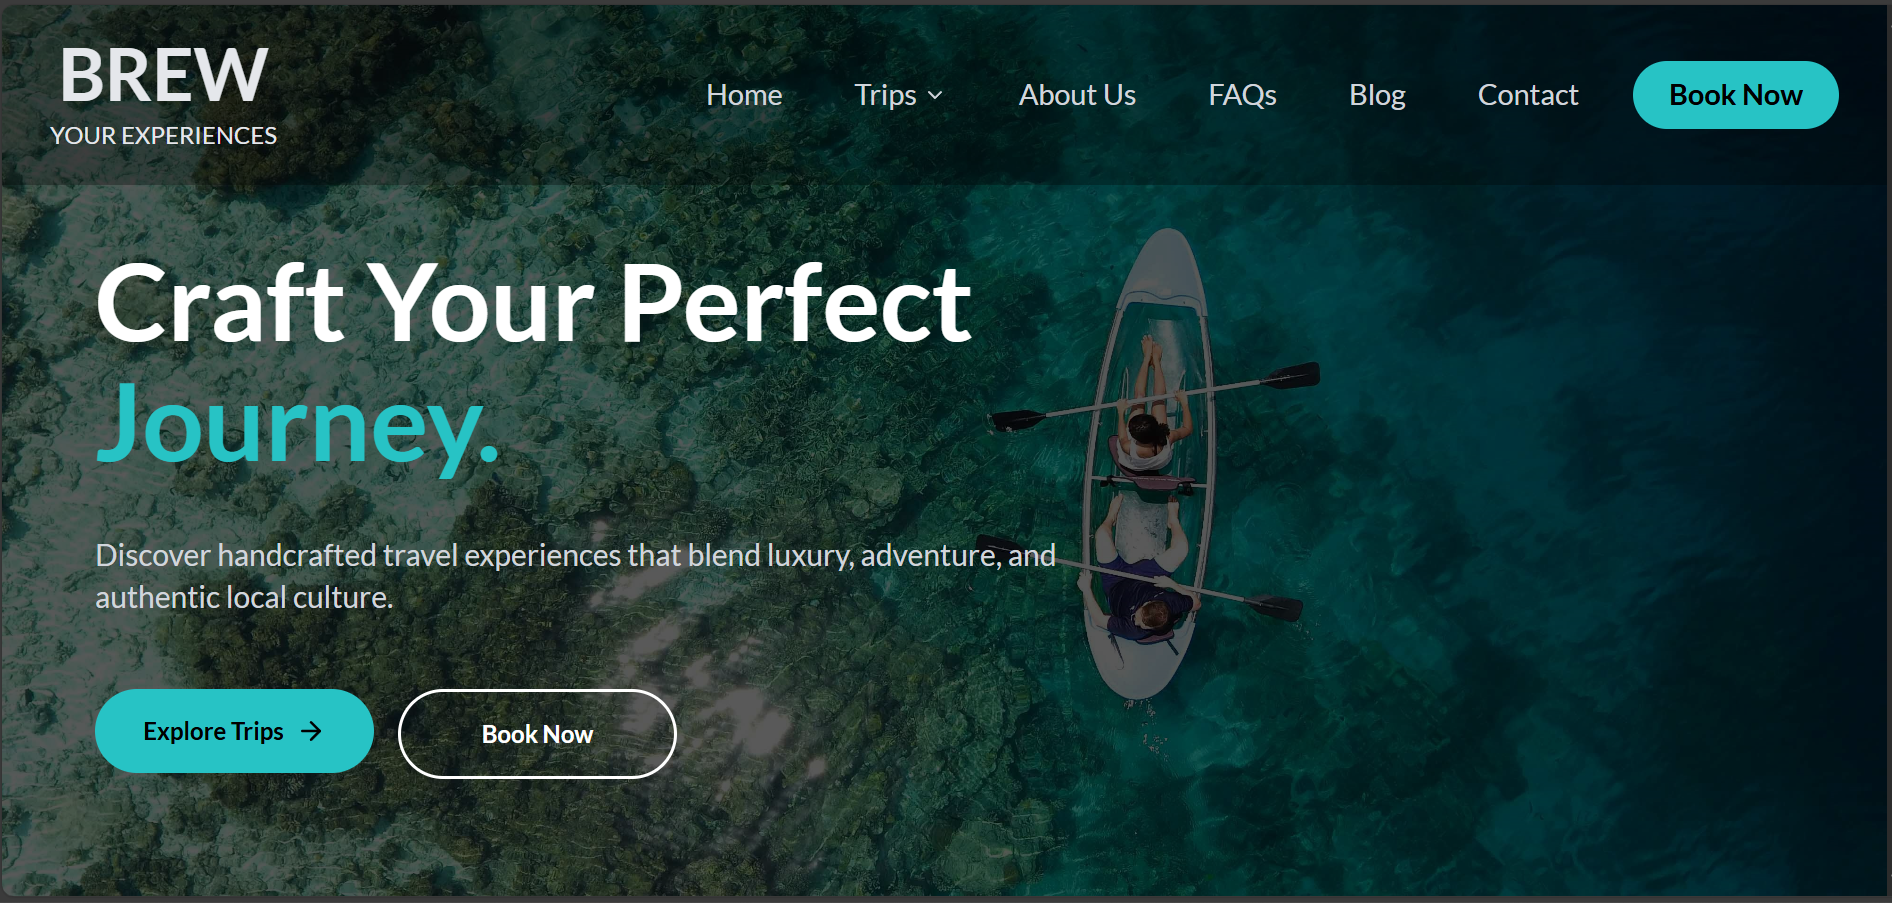 BREW
YOUR EXPERIENCES
Home
Trips
About Us
FAQs
Blog
Contact
Book Now
Craft Your Perfect
Journey.
Discover handcrafted travel experiences that blend luxury, adventure, and
authentic local culture.
Explore Trips
Book Now